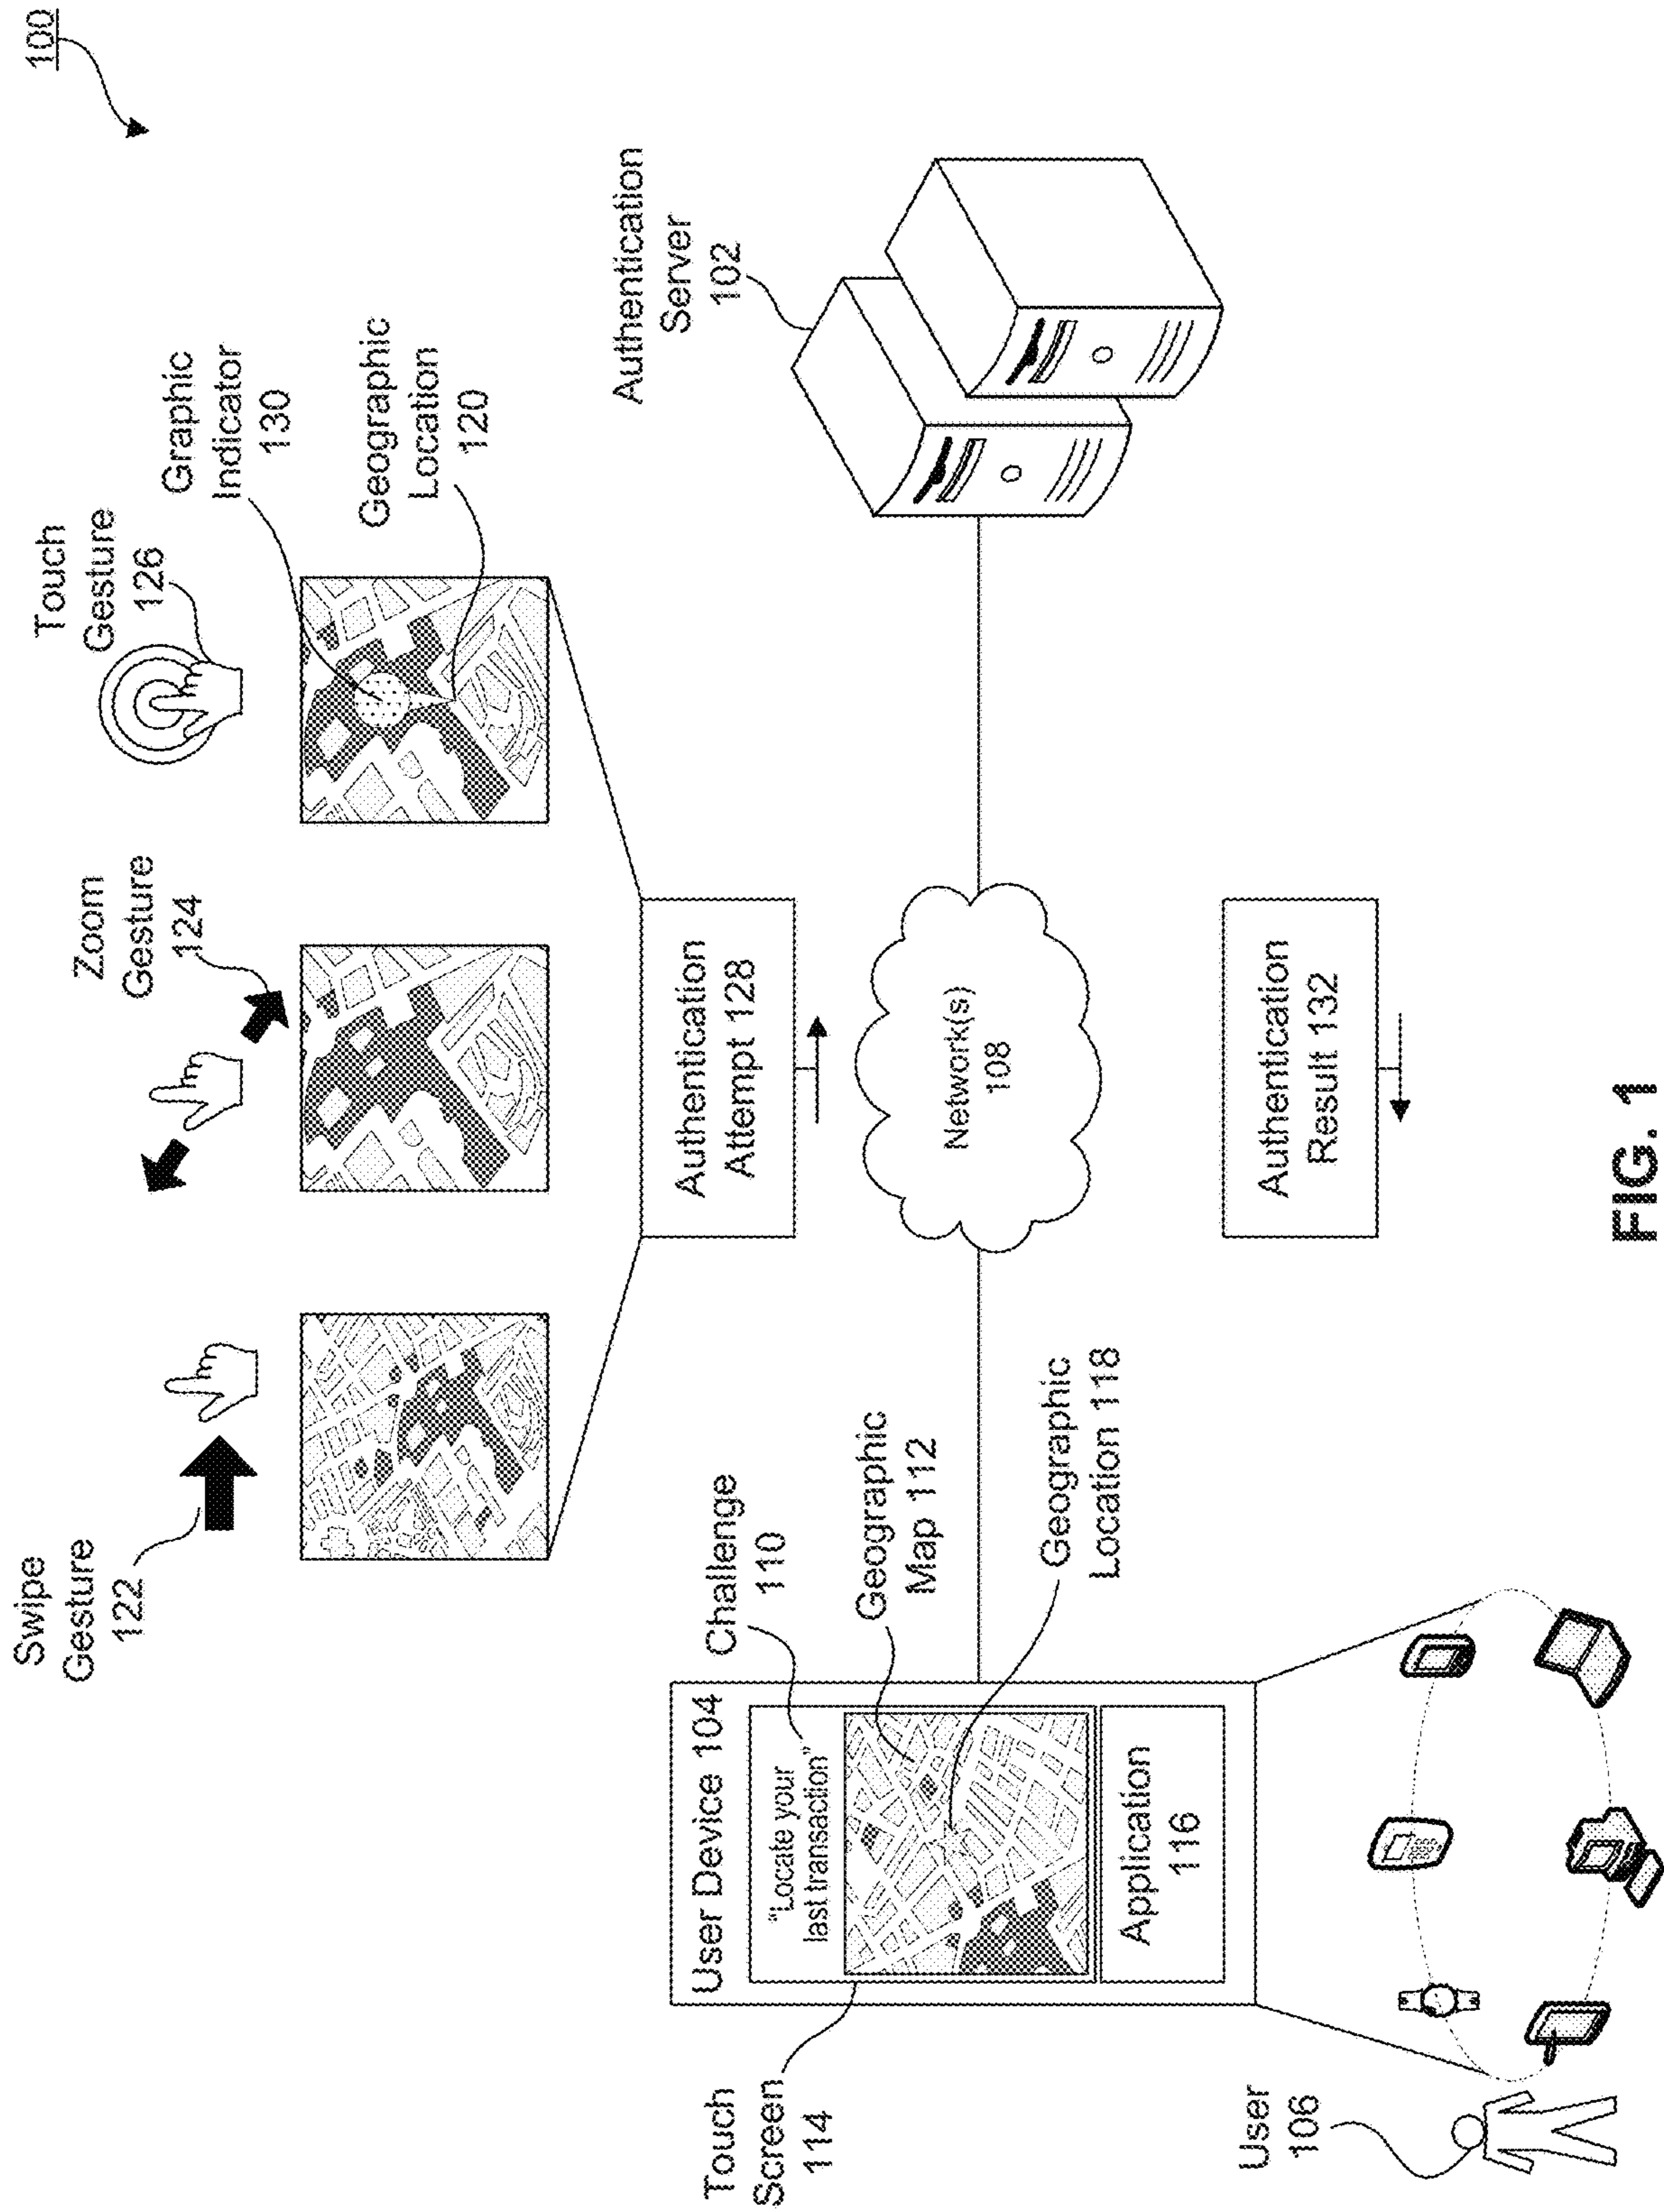 100
Swipe
Gesture
122
Zoom
Gesture
124
Touch
Gesture
126
Graphic
Indicator
130
Geographic
Location
120
Authentication
Attempt 128
Authentication
Server
102
Touch
Screen
114
User Device 104
"Locate your
last transaction"
Challenge
110
Geographic
Map 112
Geographic
Location 118
Application
116
Network(s)
108
Authentication
Result 132
User
106
FIG. 1